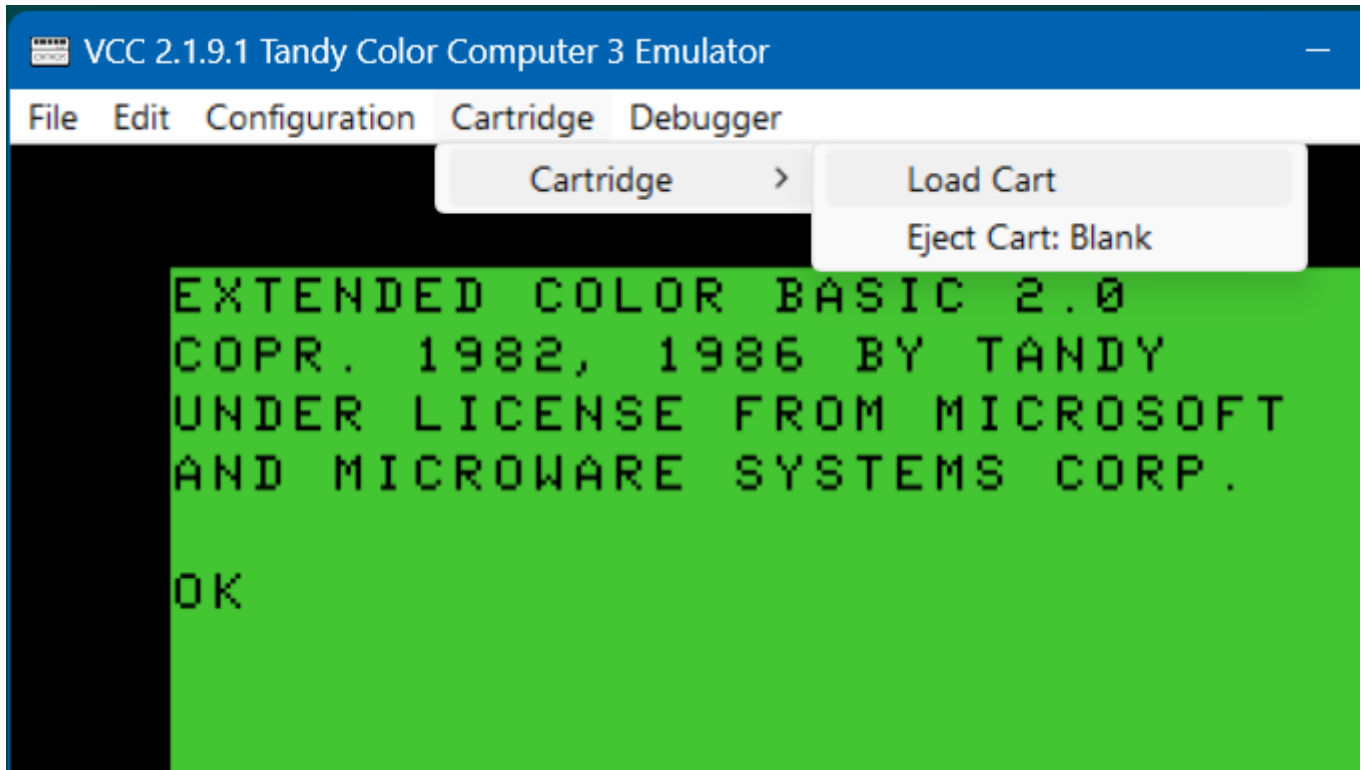 VCC 2.1.9.1 Tandy Color Computer 3 Emulator
File Edit Configuration Cartridge Debugger
Cartridge > Load Cart
Eject Cart: Blank
EXTENDED COLOR BASIC 2.0
COPR. 1982, 1986 BY TANDY
UNDER LICENSE FROM MICROSOFT
AND MICROWARE SYSTEMS CORP.
OK